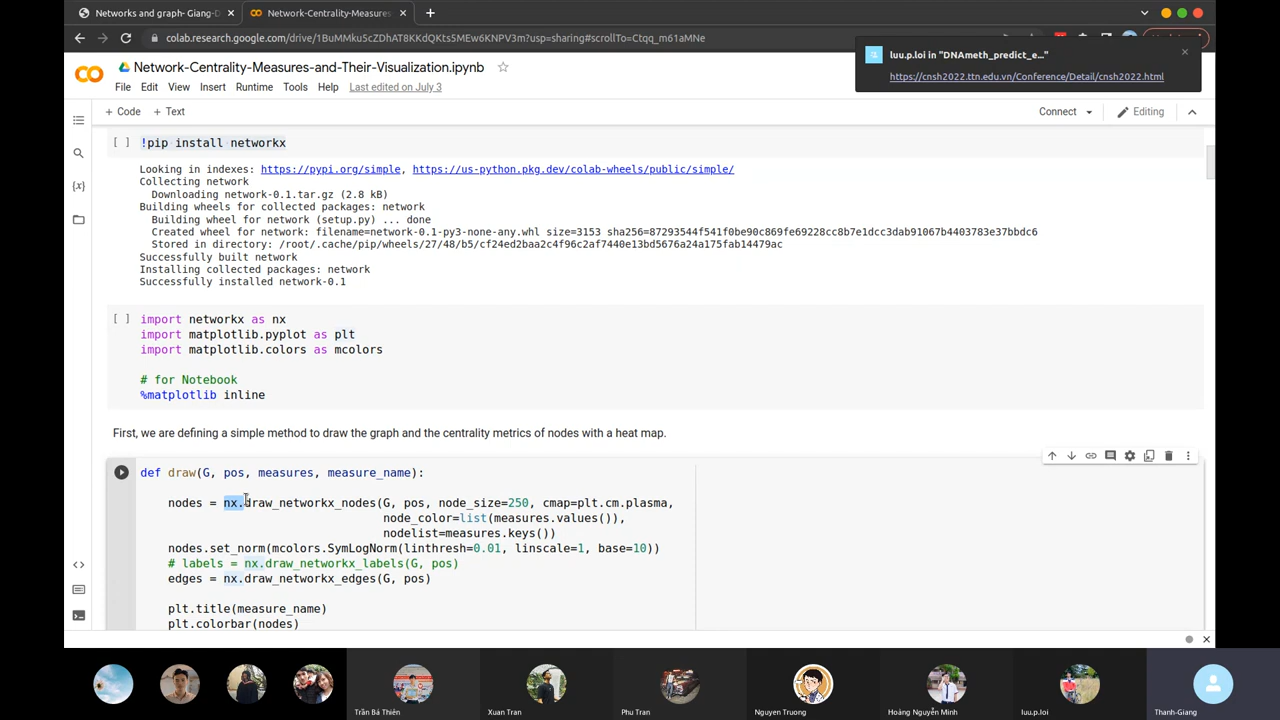 Networks and graph- Giang-D
Network-Centrality-Measures
colab.research.google.com/drive/1BuMMku5cZDhAT8KKdQKts5MEw6KNPV3m?usp=sharing#scrollTo=Ctqq_m61aMNe
luu.p.loi in "DNAmeth_predict_e..."
https://cnsh2022.ttn.edu.vn/Conference/Detail/cnsh2022.html
Network-Centrality-Measures-and-Their-Visualization.ipynb
File Edit View Insert Runtime Tools Help Last edited on July 3
+ Code + Text
Connect
Editing
[ ] !pip install networkx
Looking in indexes: https://pypi.org/simple, https://us-python.pkg.dev/colab-wheels/public/simple/
Collecting network
Downloading network-0.1.tar.gz (2.8 kB)
Building wheels for collected packages: network
Building wheel for network (setup.py) ... done
Created wheel for network: filename=network-0.1-py3-none-any.whl size=3153 sha256=87293544f541f0be90c869fe69228cc8b7e1dcc3dab91067b4403783e37bbdc6
Stored in directory: /root/.cache/pip/wheels/27/48/b5/cf24ed2baa2c4f96c2af7440e13bd5676a24a175fab14479ac
Successfully built network
Installing collected packages: network
Successfully installed network-0.1
[ ] import networkx as nx
import matplotlib.pyplot as plt
import matplotlib.colors as mcolors
# for Notebook
%matplotlib inline
First, we are defining a simple method to draw the graph and the centrality metrics of nodes with a heat map.
def draw(G, pos, measures, measure_name):
nodes = nx.draw_networkx_nodes(G, pos, node_size=250, cmap=plt.cm.plasma,
node_color=list(measures.values()),
nodelist=measures.keys())
nodes.set_norm(mcolors.SymLogNorm(linthresh=0.01, linscale=1, base=10))
# labels = nx.draw_networkx_labels(G, pos)
edges = nx.draw_networkx_edges(G, pos)
plt.title(measure_name)
plt.colorbar(nodes)
Trần Bá Thiên
Xuan Tran
Phu Tran
Nguyen Truong
Hoàng Nguyễn Minh
luu.p.loi
Thanh-Giang